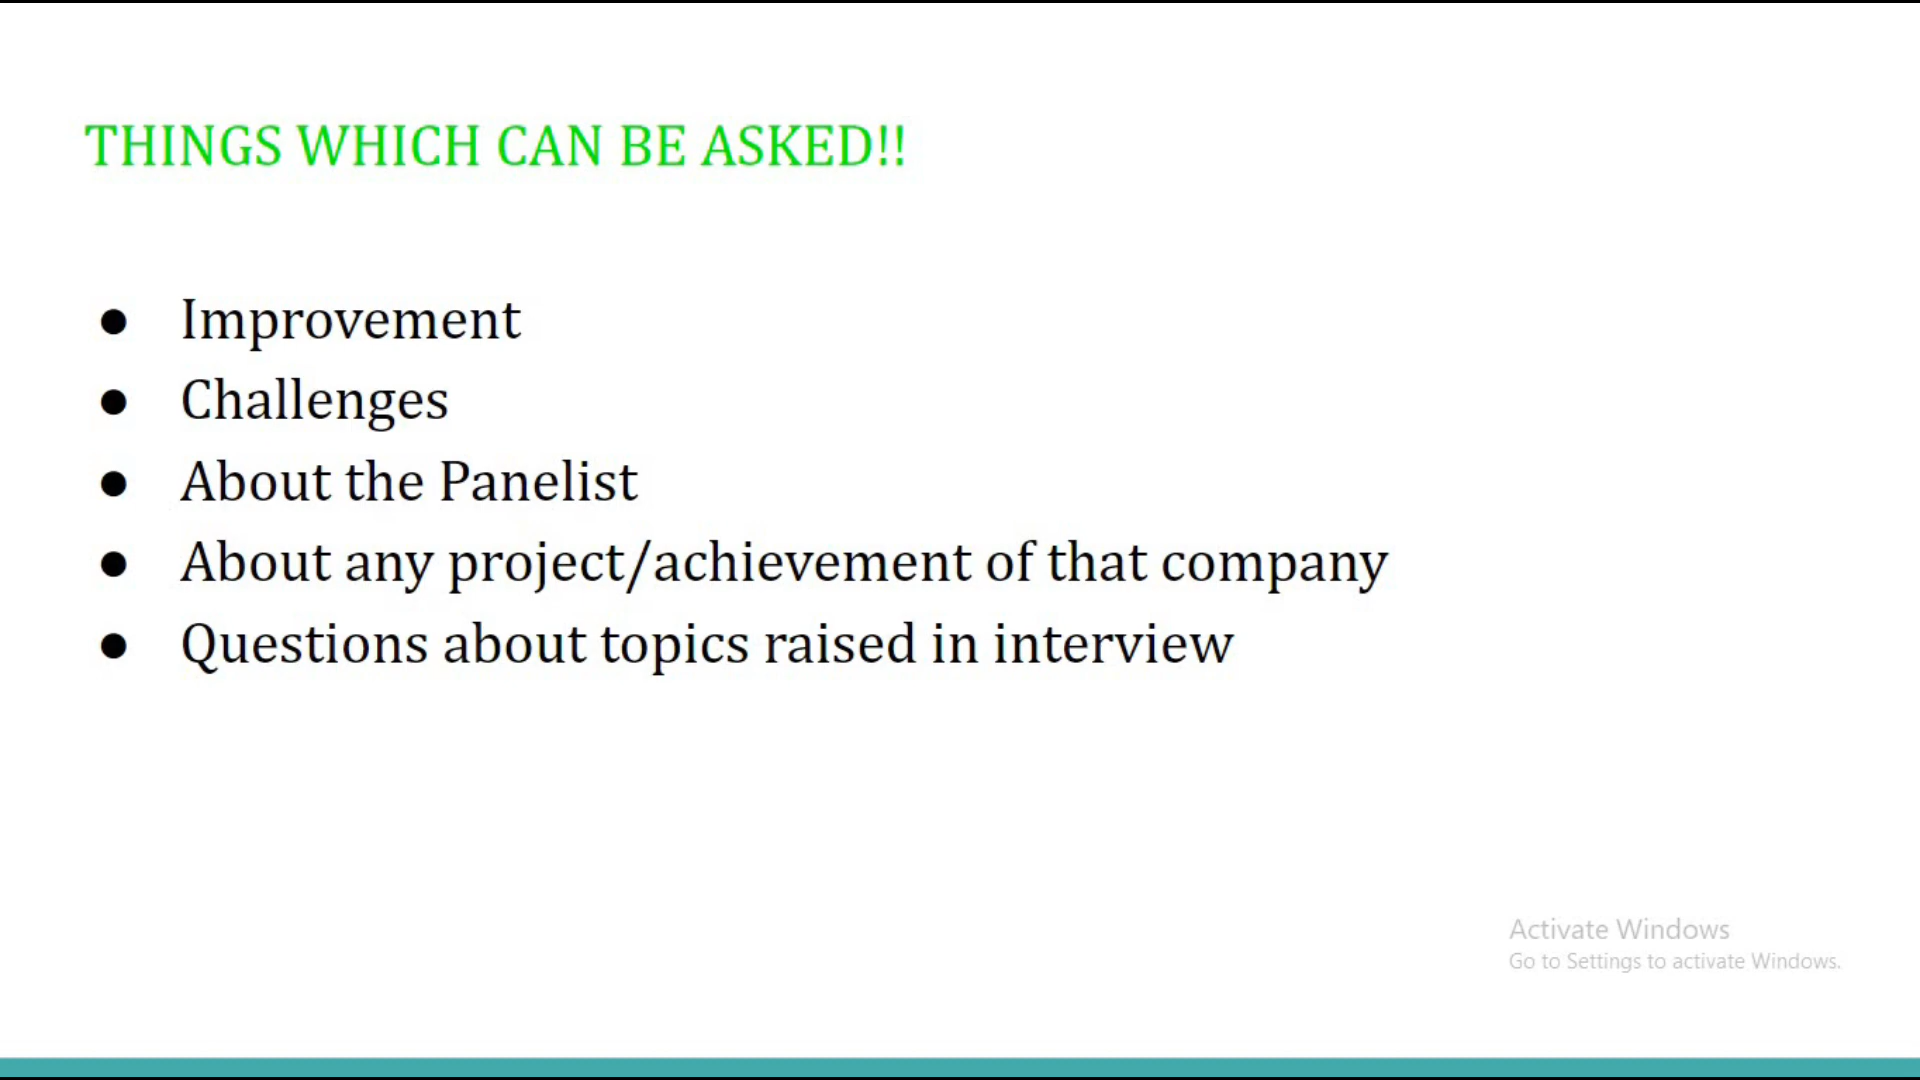 THINGS WHICH CAN BE ASKED!!
● Improvement
● Challenges
● About the Panelist
● About any project/achievement of that company
● Questions about topics raised in interview
Activate Windows
Go to Settings to activate Windows.